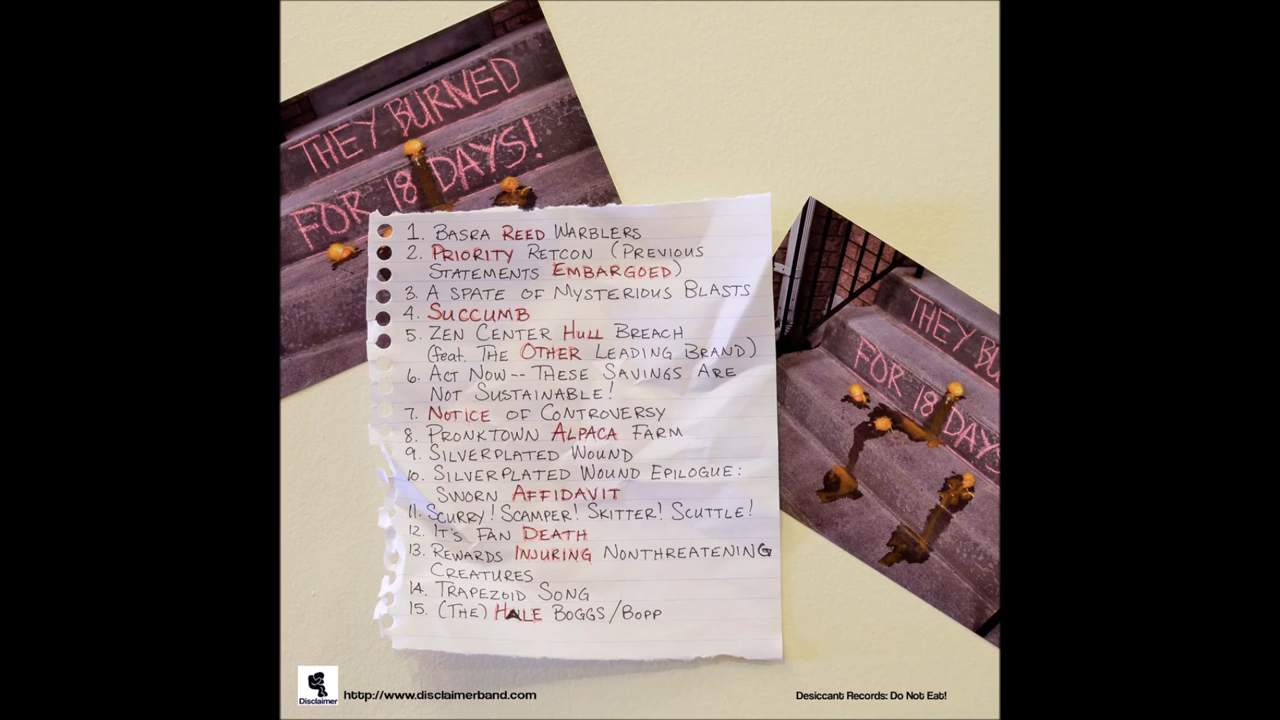 THEY BURNED
FOR 18 DAYS!
1. BASRA REED WARBLERS
2. PRIORITY RETCON (PREVIOUS
STATEMENTS EMBARGOED)
3. A SPATE OF MYSTERIOUS BLASTS
4. SUCCUMB
5. ZEN CENTER HULL BREACH
(feat. THE OTHER LEADING BRAND)
6. ACT NOW -- THESE SAVINGS ARE
NOT SUSTAINABLE!
7. NOTICE OF CONTROVERSY
8. PRONKTOWN ALPACA FARM
9. SILVERPLATED WOUND
10. SILVERPLATED WOUND EPILOGUE:
SWORN AFFIDAVIT
11. SCURRY! SCAMPER! SKITTER! SCUTTLE!
12. IT'S FAN DEATH
13. REWARDS INJURING NONTHREATENING
CREATURES
14. TRAPEZOID SONG
15. (THE) HALE BOGGS/BOPP
THEY BU
FOR 18 DAYS
Disclaimer
http://www.disclaimerband.com
Desiccant Records: Do Not Eat!